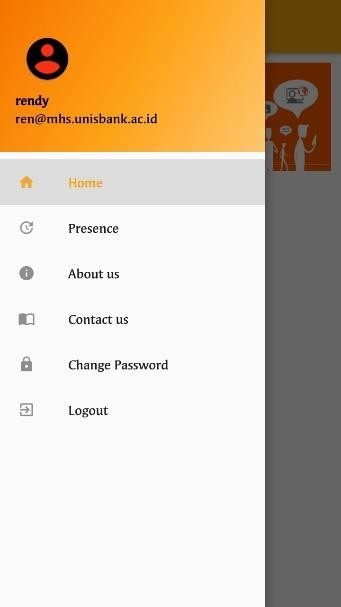 rendy
ren@mhs.unisbank.ac.id
Home
Presence
About us
Contact us
Change Password
Logout